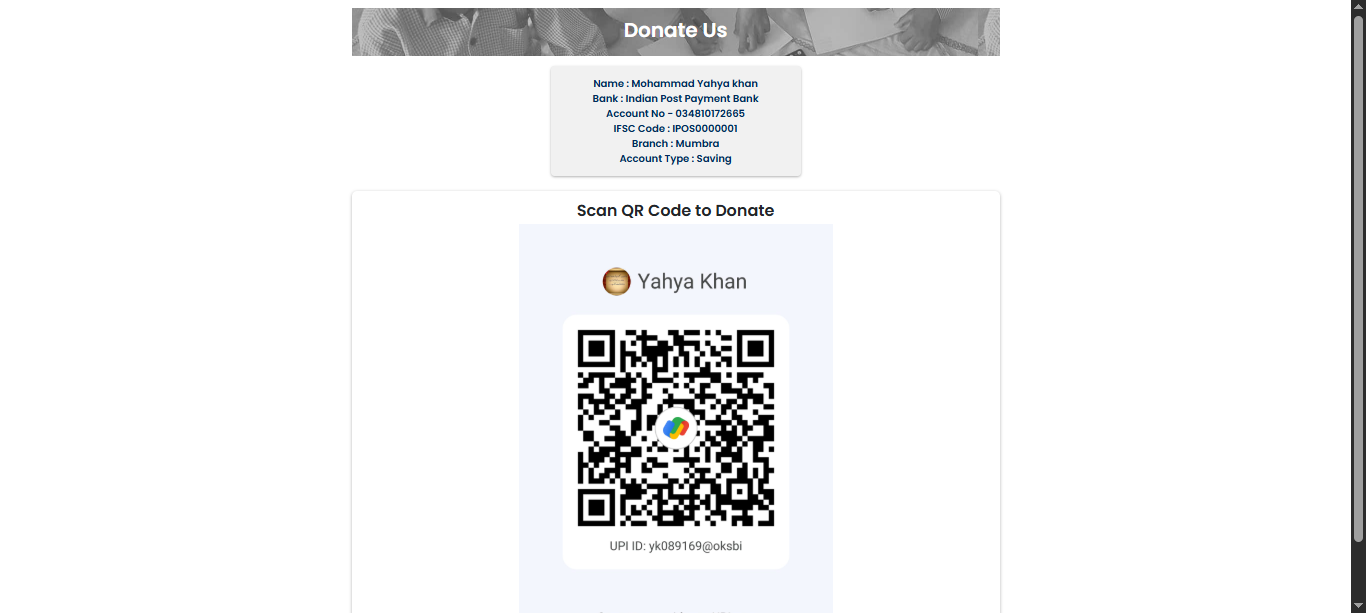 Donate Us
Name : Mohammad Yahya khan
Bank : Indian Post Payment Bank
Account No - 034810172665
IFSC Code : IPOS0000001
Branch : Mumbra
Account Type : Saving
Scan QR Code to Donate
Yahya Khan
UPI ID: yk089169@oksbi